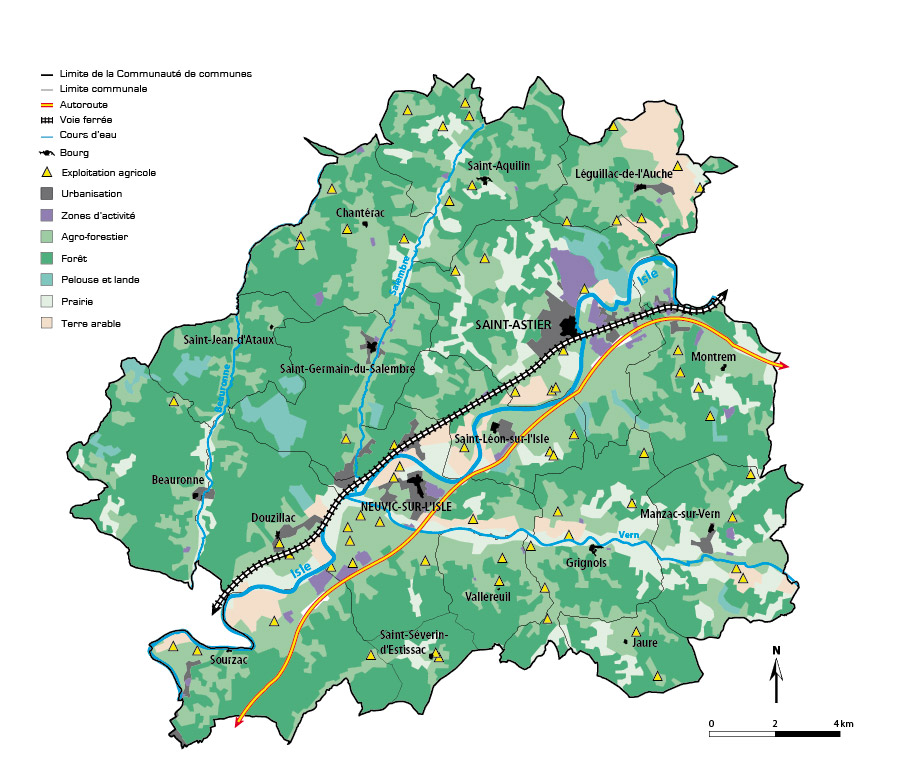 Limite de la Communauté de communes
Limite communale
Autoroute
Voie ferrée
Cours d'eau
Bourg
Exploitation agricole
Urbanisation
Zones d'activité
Agro-forestier
Forêt
Pelouse et lande
Prairie
Terre arable
Saint-Aquilin
Léguillac-de-l'Auche
Chantérac
Salembre
Isle
SAINT-ASTIER
Saint-Jean-d'Ataux
Montrem
Saint-Germain-du-Salembre
Beauronne
Saint-Léon-sur-l'Isle
Beauronne
NEUVIC-SUR-L'ISLE
Douzillac
Manzac-sur-Vern
Vern
Isle
Grignols
Vallereuil
Saint-Séverin-
d'Estissac
Jaure
Sourzac
N
0 2 4 km